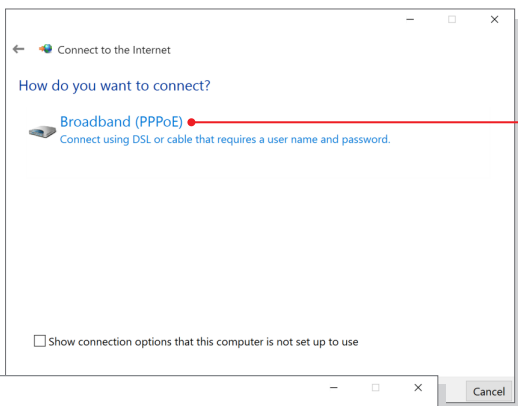 Connect to the Internet
How do you want to connect?
Broadband (PPPoE)
Connect using DSL or cable that requires a user name and password.
Show connection options that this computer is not set up to use
Cancel